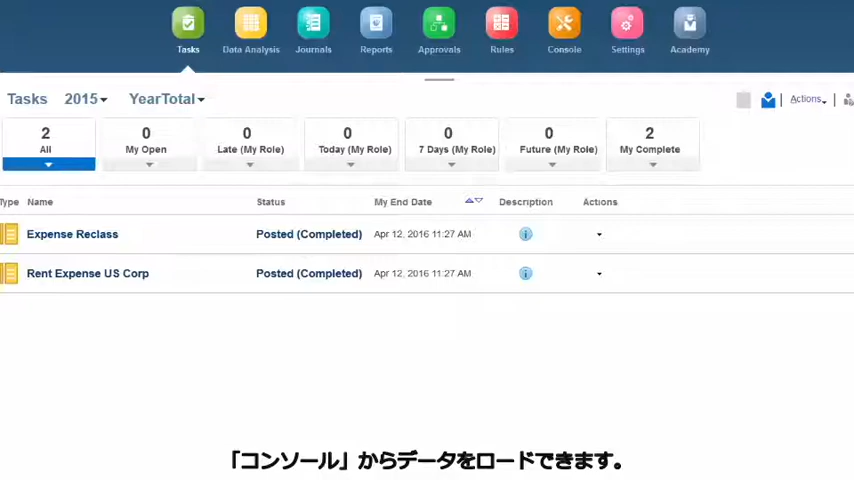 Tasks Data Analysis Journals Reports Approvals Rules Console Settings Academy
Tasks 2015 YearTotal Actions
2 0 0 0 0 0 2
All My Open Late (My Role) Today (My Role) 7 Days (My Role) Future (My Role) My Complete
Type Name Status My End Date Description Actions
Expense Reclass Posted (Completed) Apr 12, 2016 11:27 AM
Rent Expense US Corp Posted (Completed) Apr 12, 2016 11:27 AM
「コンソール」からデータをロードできます。